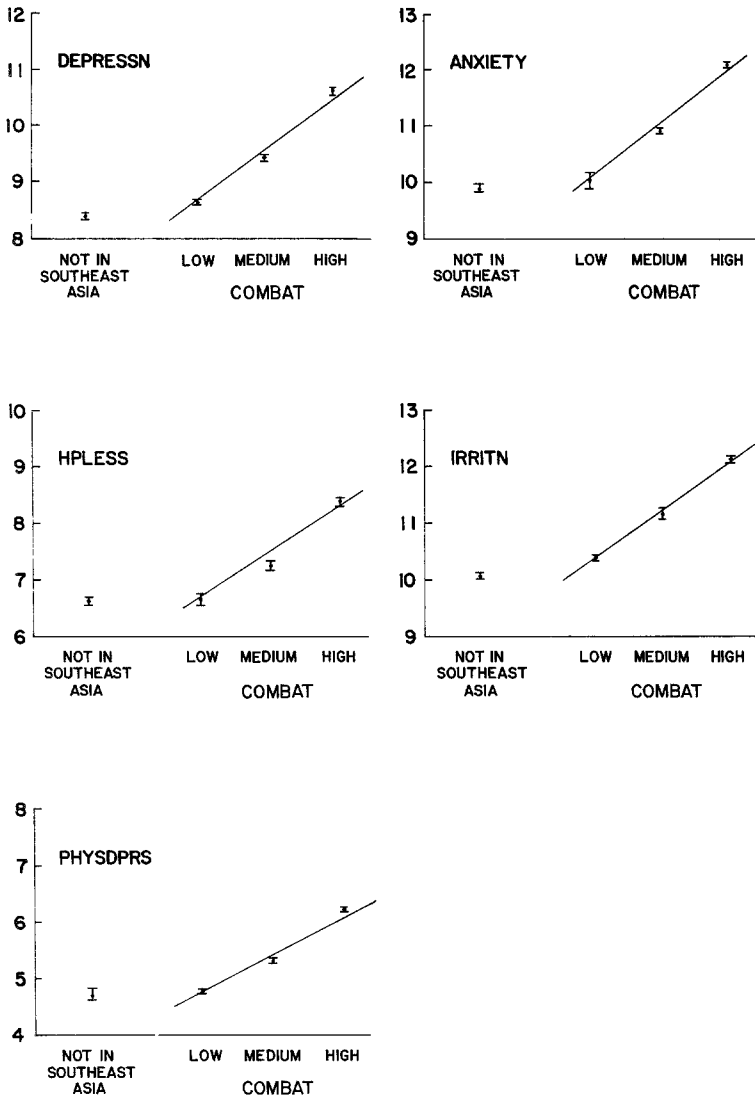 DEPRESSN
12
11
10
9
8
NOT IN
SOUTHEAST
ASIA
LOW MEDIUM HIGH
COMBAT
ANXIETY
13
12
11
10
9
NOT IN
SOUTHEAST
ASIA
LOW MEDIUM HIGH
COMBAT
HPLESS
10
9
8
7
6
NOT IN
SOUTHEAST
ASIA
LOW MEDIUM HIGH
COMBAT
IRRITN
13
12
11
10
9
NOT IN
SOUTHEAST
ASIA
LOW MEDIUM HIGH
COMBAT
PHYSDPRS
8
7
6
5
4
NOT IN
SOUTHEAST
ASIA
LOW MEDIUM HIGH
COMBAT